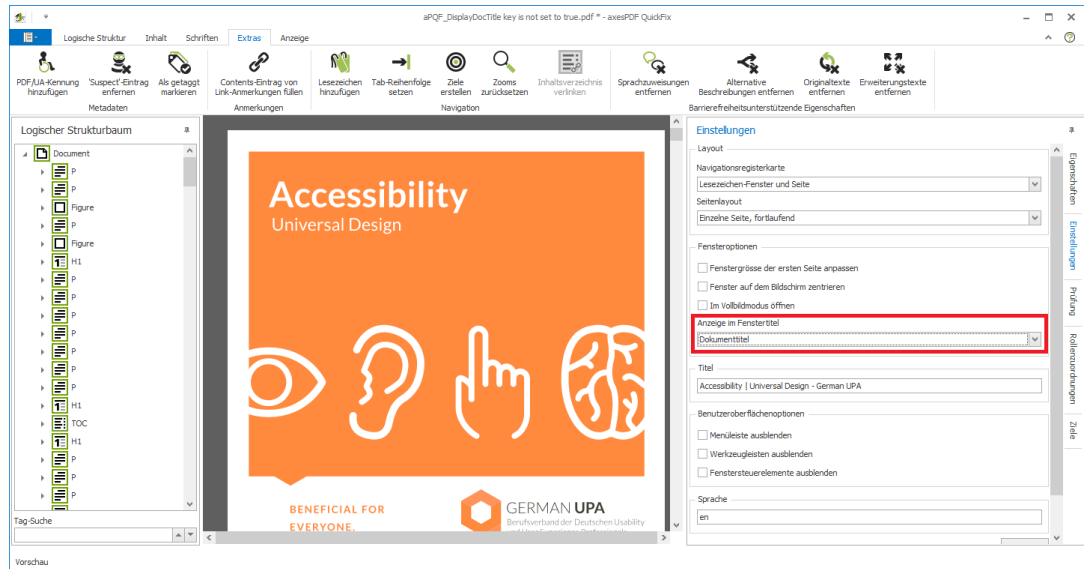 aPQF_DisplayDocTitle key is not set to true.pdf * - axesPDF QuickFix
Logische Struktur Inhalt Schriften Extras Anzeige
PDF/UA-Kennung hinzufügen
'Suspect'-Eintrag enfernen
Als getaggt markieren
Contents-Eintrag von Link-Anmerkungen füllen
Lesezeichen hinzufügen
Tab-Reihenfolge setzen
Ziele erstellen
Zooms zurücksetzen
Inhaltsverzeichnis verlinken
Sprachzuweisungen entfernen
Alternative Beschreibungen entfernen
Originaltexte entfernen
Erweiterungstexte entfernen
Metadaten
Anmerkungen
Navigation
Barrierefreiheitsunterstützende Eigenschaften
Logischer Strukturbaum
Document
P
P
Figure
P
Figure
H1
P
P
P
P
P
P
P
H1
TOC
H1
P
P
P
Tag-Suche
Vorschau
Accessibility
Universal Design
BENEFICIAL FOR
EVERYONE.
GERMAN UPA
Berufsverband der Deutschen Usability
Einstellungen
Layout
Navigationsregisterkarte
Lesezeichen-Fenster und Seite
Seitenlayout
Einzelne Seite, fortlaufend
Fensteroptionen
Fenstergrösse der ersten Seite anpassen
Fenster auf dem Bildschirm zentrieren
Im Vollbildmodus öffnen
Anzeige im Fenstertitel
Dokumenttitel
Titel
Accessibility | Universal Design - German UPA
Benutzeroberflächenoptionen
Menüleiste ausblenden
Werkzeugleisten ausblenden
Fenstersteuerelemente ausblenden
Sprache
en
Eigenschaften
Einstellungen
Prüfung
Rollenzuordnungen
Ziele